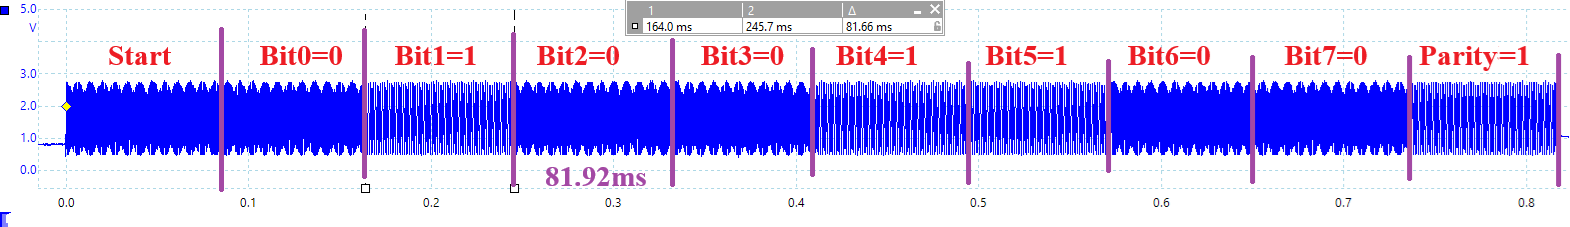 1 2 Δ
164.0 ms 245.7 ms 81.66 ms
5.0
V
Start Bit0=0 Bit1=1 Bit2=0 Bit3=0 Bit4=1 Bit5=1 Bit6=0 Bit7=0 Parity=1
3.0
2.0
1.0
0.0
81.92ms
0.0 0.1 0.2 0.3 0.4 0.5 0.6 0.7 0.8